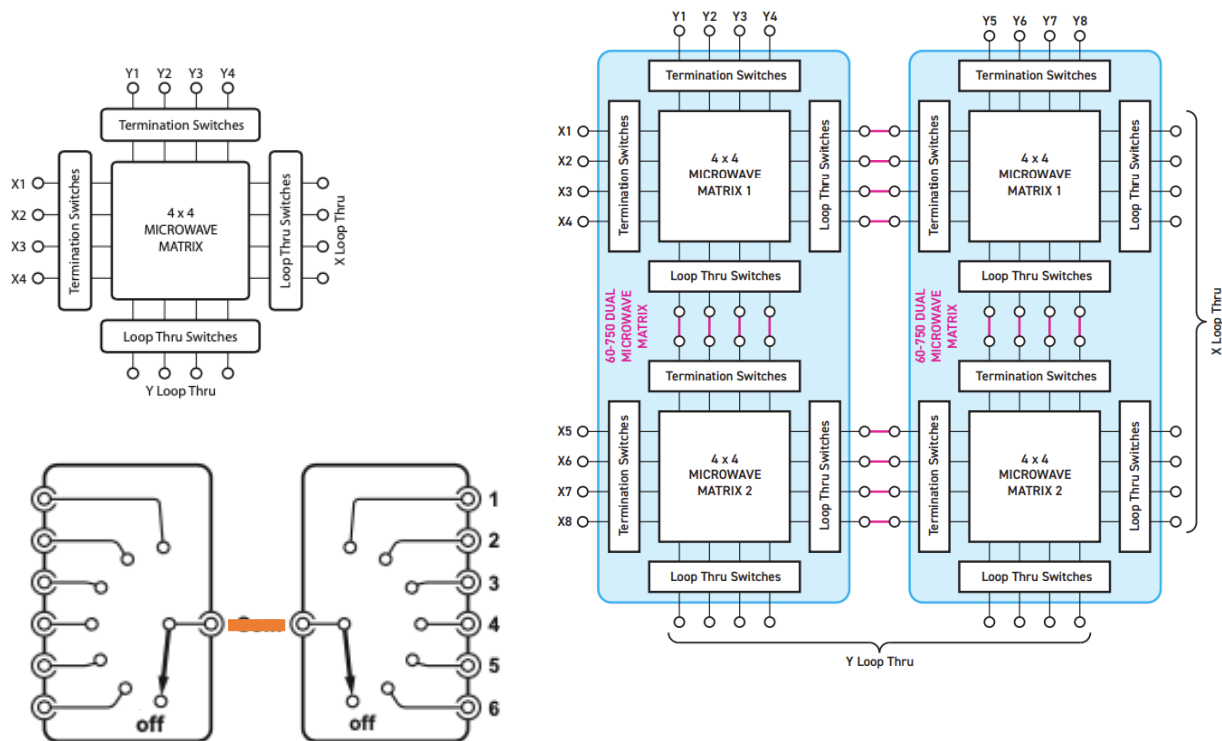 Y1 Y2 Y3 Y4
Termination Switches
Termination Switches
X1
X2
X3
X4
4 x 4
MICROWAVE
MATRIX
Loop Thru Switches
X Loop Thru
Loop Thru Switches
Y Loop Thru
off
off
1
2
3
4
5
6
Y1 Y2 Y3 Y4
Termination Switches
Termination Switches
X1
X2
X3
X4
4 x 4
MICROWAVE
MATRIX 1
Loop Thru Switches
Loop Thru Switches
60-750 DUAL
MICROWAVE
MATRIX
Termination Switches
Termination Switches
X5
X6
X7
X8
4 x 4
MICROWAVE
MATRIX 2
Loop Thru Switches
Loop Thru Switches
Y5 Y6 Y7 Y8
Termination Switches
Termination Switches
4 x 4
MICROWAVE
MATRIX 1
Loop Thru Switches
Loop Thru Switches
60-750 DUAL
MICROWAVE
MATRIX
Termination Switches
Termination Switches
4 x 4
MICROWAVE
MATRIX 2
Loop Thru Switches
Loop Thru Switches
X Loop Thru
Y Loop Thru